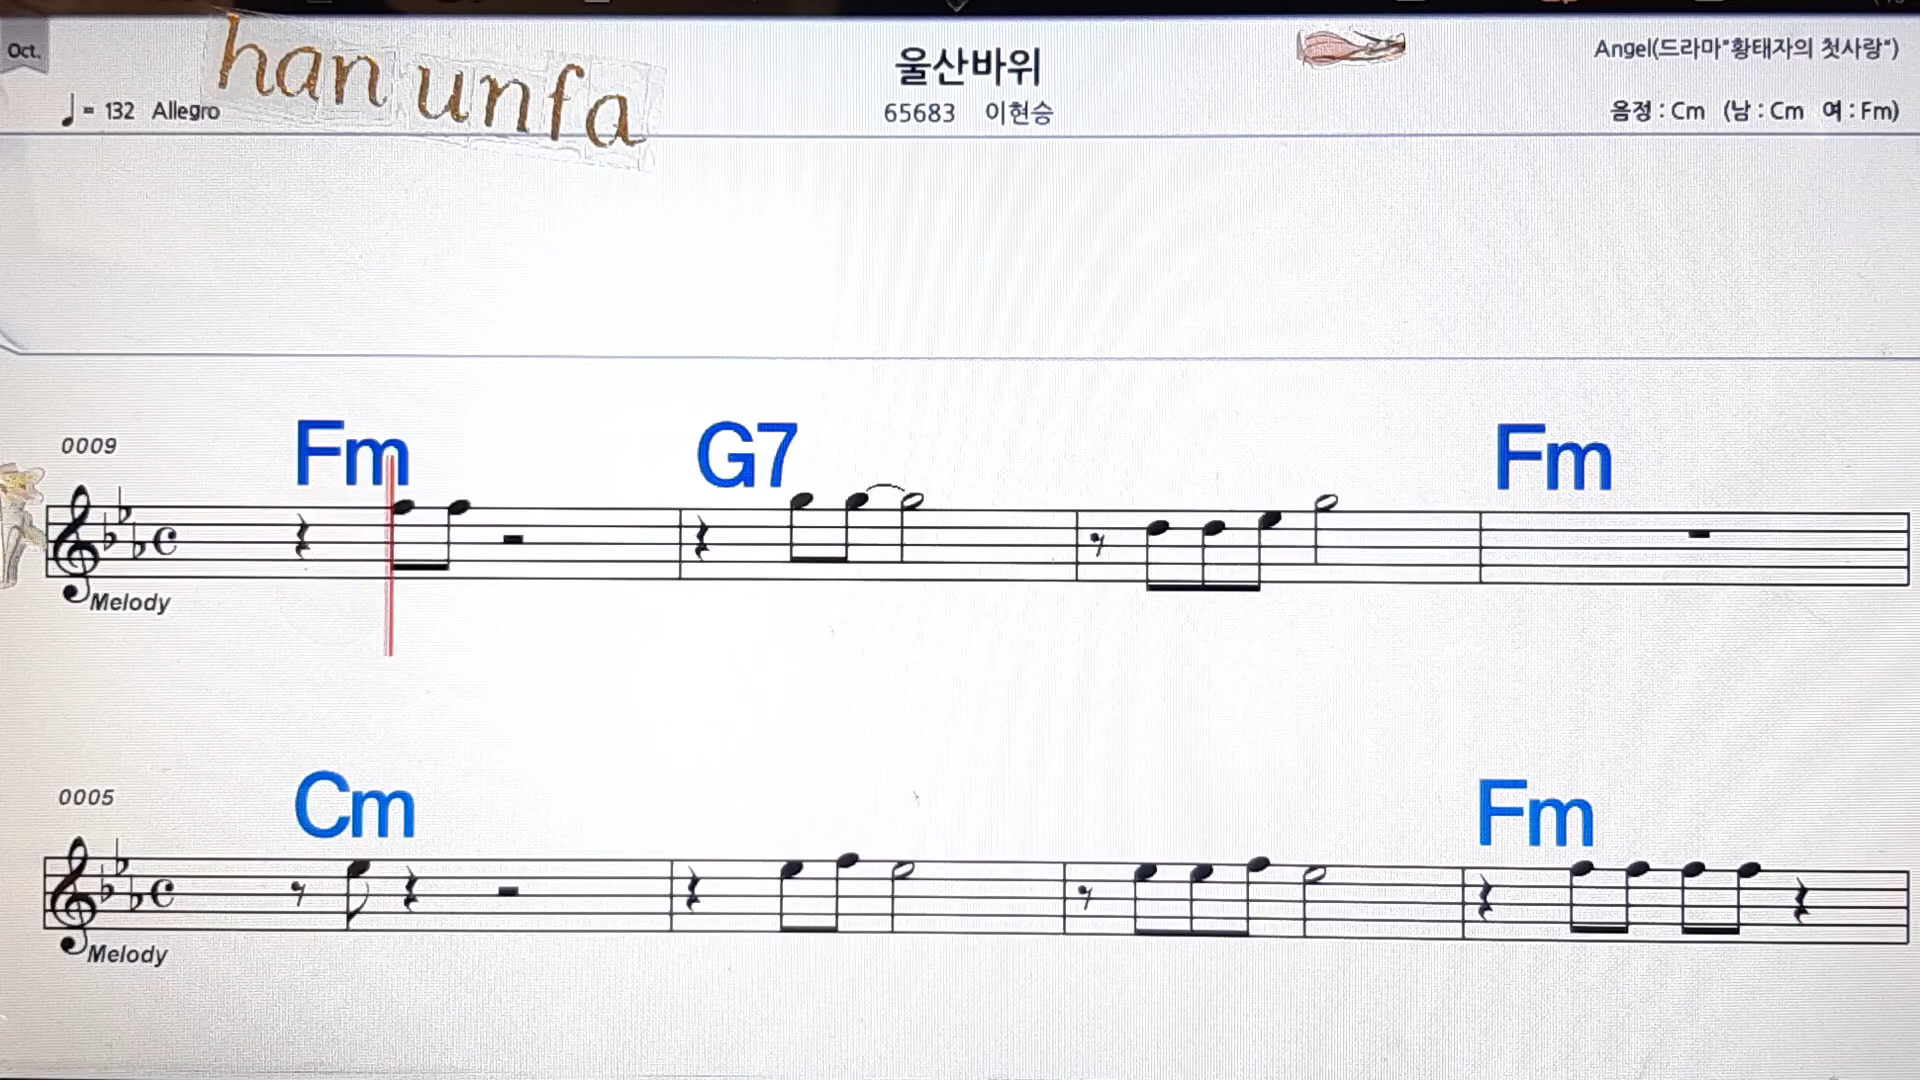 Oct.
han unfa
울산바위
Angel(드라마"황태자의 첫사랑")
♩= 132 Allegro
65683 이현승
음정 : Cm (남 : Cm 여 : Fm)
0009
Fm G7 Fm
Melody
0005
Cm Fm
Melody